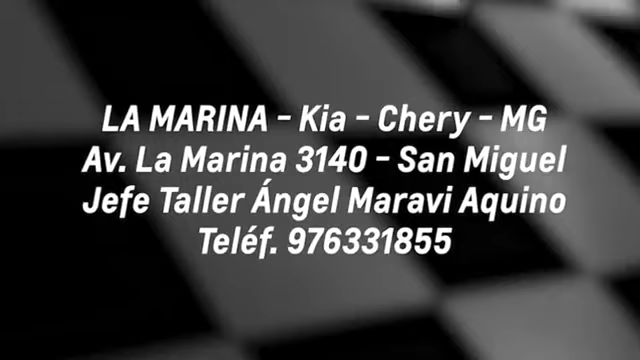 LA MARINA - Kia - Chery - MG
Av. La Marina 3140 - San Miguel
Jefe Taller Ángel Maravi Aquino
Teléf. 976331855